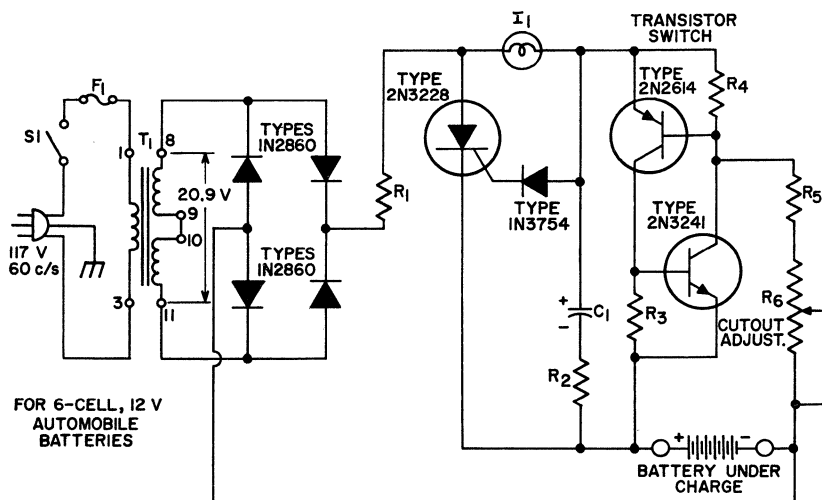 I1
TRANSISTOR
SWITCH
F1
S1
T1
8
1
TYPES
1N2860
20.9 V
9
10
TYPES
1N2860
3
11
117 V
60 c/s
FOR 6-CELL, 12 V
AUTOMOBILE
BATTERIES
R1
TYPE
2N3228
TYPE
1N3754
TYPE
2N2614
R4
TYPE
2N3241
R5
R6
CUTOUT
ADJUST.
+
-
C1
R2
R3
+
-
BATTERY UNDER
CHARGE